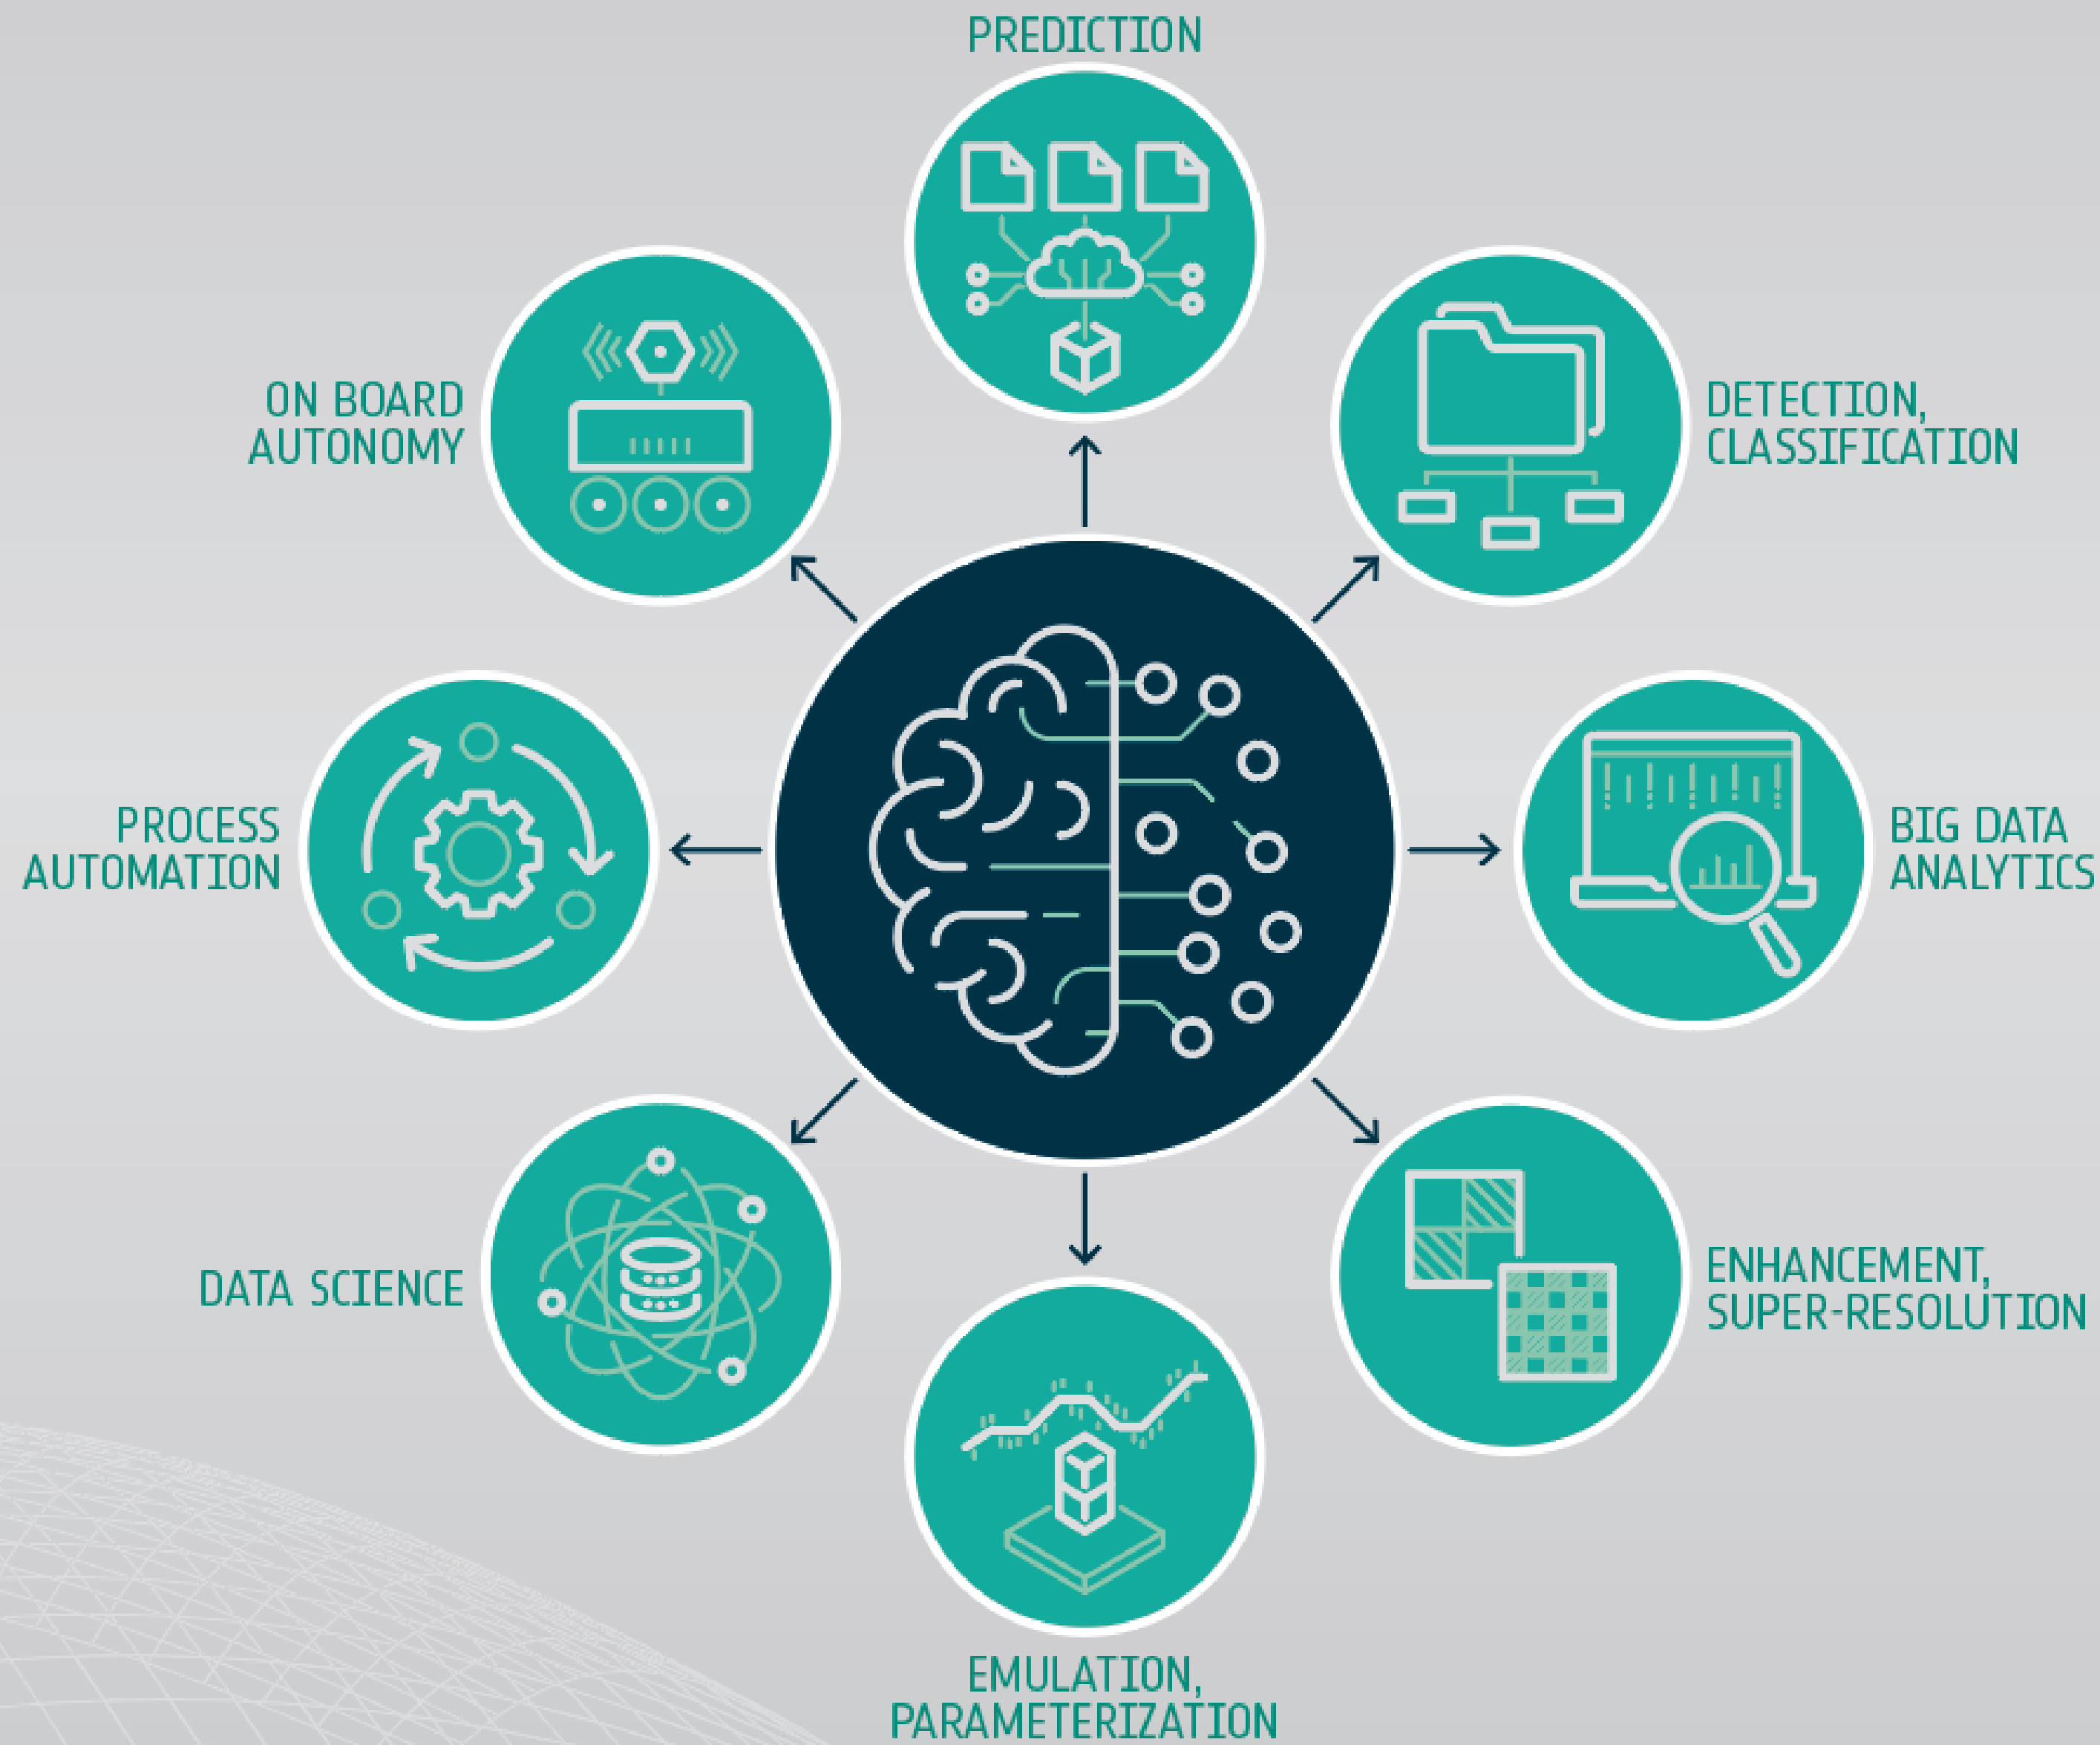 PREDICTION
ON BOARD
AUTONOMY
DETECTION,
CLASSIFICATION
PROCESS
AUTOMATION
BIG DATA
ANALYTICS
DATA SCIENCE
ENHANCEMENT,
SUPER-RESOLUTION
EMULATION,
PARAMETERIZATION